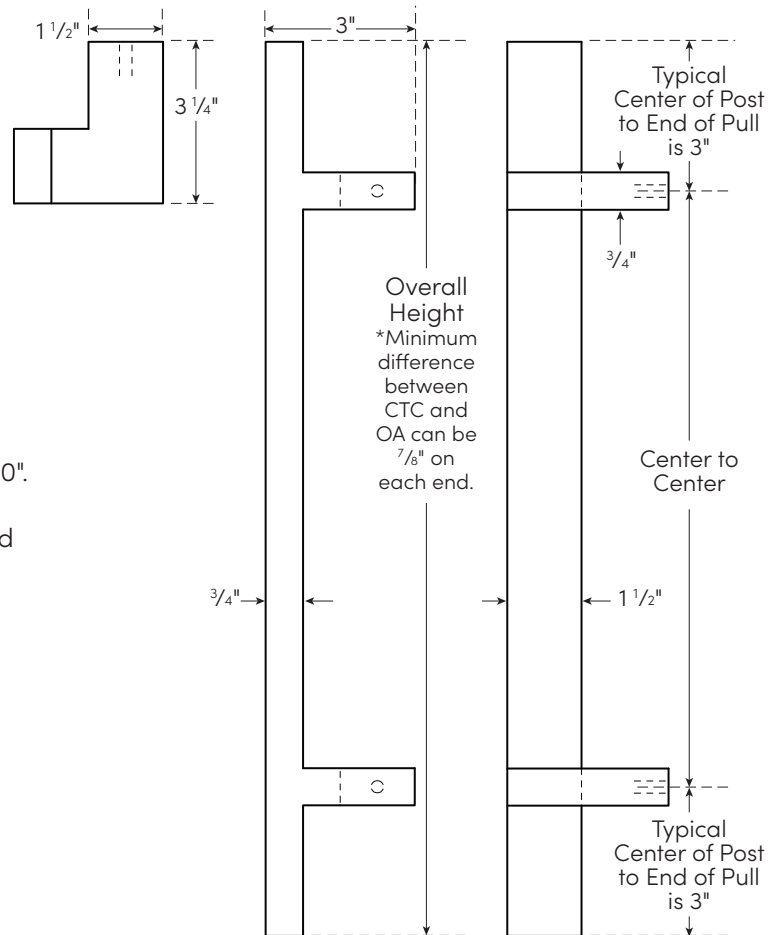 1 1/2"
3 1/4"
3"
Typical
Center of Post
to End of Pull
is 3"
3/4"
Overall
Height
*Minimum
difference
between
CTC and
OA can be
7/8" on
each end.
0".
d
Center to
Center
3/4"
1 1/2"
Typical
Center of Post
to End of Pull
is 3"